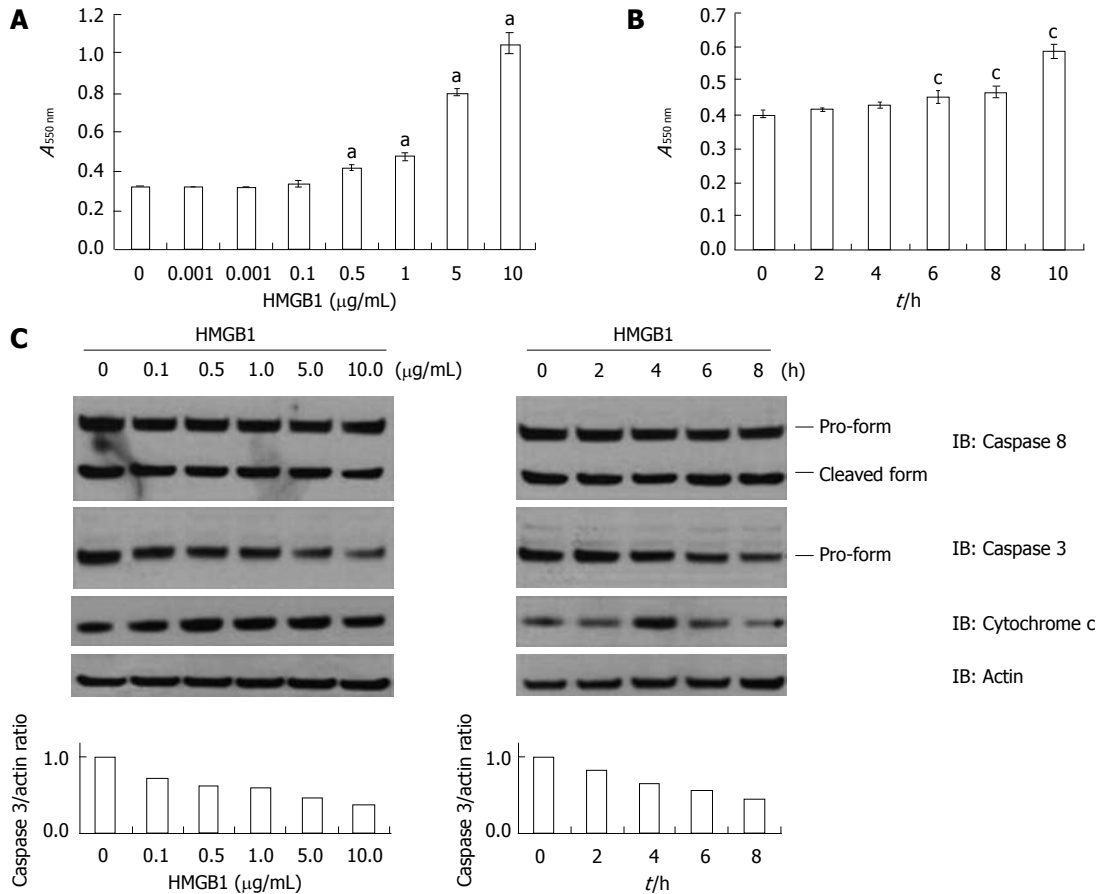 A
1.2
1.0
0.8
0.6
0.4
0.2
0.0
A550 nm
a
a
a
a
0 0.001 0.001 0.1 0.5 1 5 10
HMGB1 (μg/mL)
B
0.7
0.6
0.5
0.4
0.3
0.2
0.1
0.0
A550 nm
c
c
c
0 2 4 6 8 10
t/h
C
HMGB1
0 0.1 0.5 1.0 5.0 10.0 (μg/mL)
HMGB1
0 2 4 6 8 (h)
Pro-form
Cleaved form
IB: Caspase 8
Pro-form
IB: Caspase 3
IB: Cytochrome c
IB: Actin
Caspase 3/actin ratio
1.0
0.0
0 0.1 0.5 1.0 5.0 10.0
HMGB1 (μg/mL)
Caspase 3/actin ratio
1.0
0.0
0 2 4 6 8
t/h